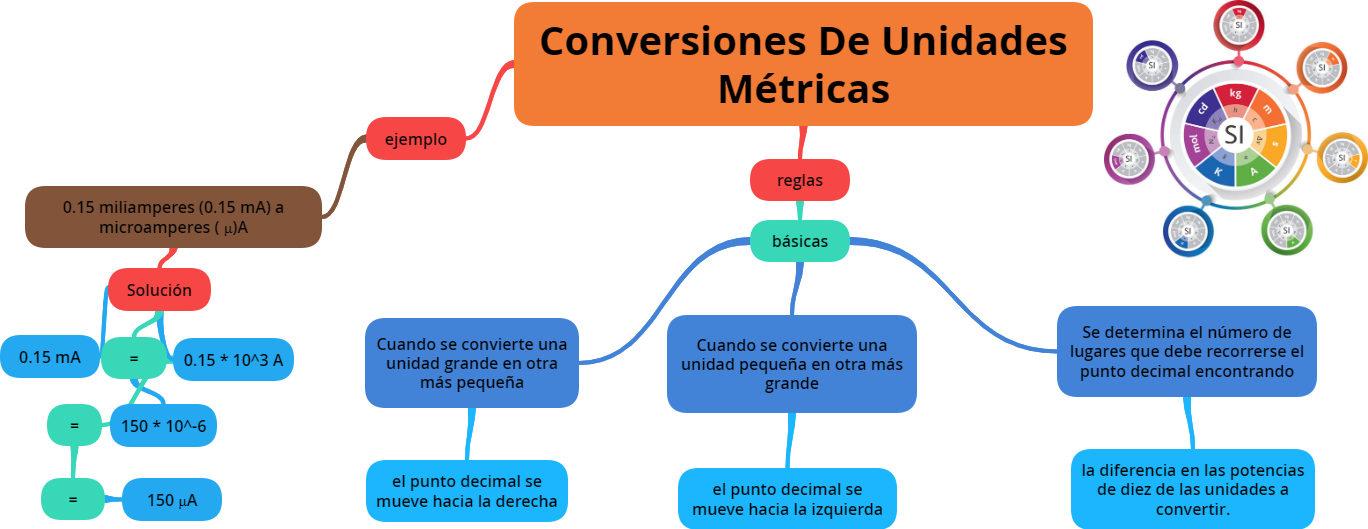 Conversiones De Unidades
Métricas
ejemplo
reglas
básicas
0.15 miliamperes (0.15 mA) a
microamperes ( μ)A
Solución
0.15 mA
=
0.15 * 10^3 A
=
150 * 10^-6
=
150 μA
Cuando se convierte una
unidad grande en otra
más pequeña
el punto decimal se
mueve hacia la derecha
Cuando se convierte una
unidad pequeña en otra más
grande
el punto decimal se
mueve hacia la izquierda
Se determina el número de
lugares que debe recorrerse el
punto decimal encontrando
la diferencia en las potencias
de diez de las unidades a
convertir.
SI
kg
m
s
A
K
mol
cd
SI
SI
SI
SI
SI
SI
SI